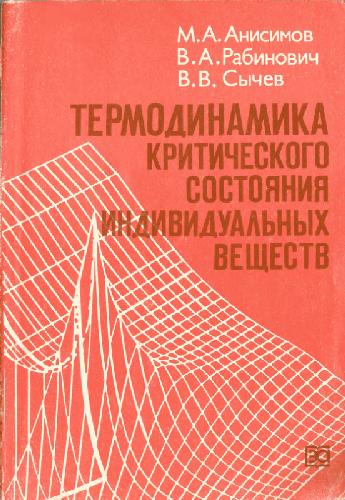 М.А.Анисимов
В.А.Рабинович
В.В.Сычев
ТЕРМОДИНАМИКА
КРИТИЧЕСКОГО
СОСТОЯНИЯ
ИНДИВИДУАЛЬНЫХ
ВЕЩЕСТВ